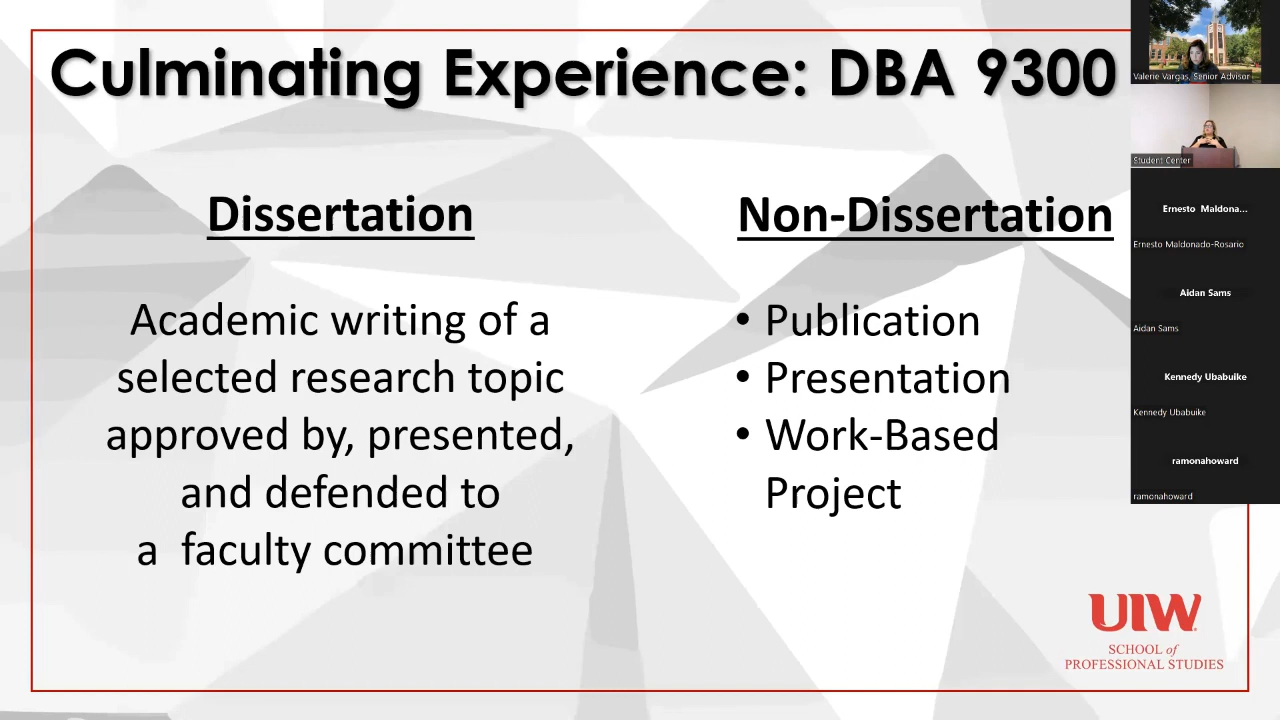 Culminating Experience: DBA 9300
Dissertation
Academic writing of a
selected research topic
approved by, presented,
and defended to
a faculty committee
Non-Dissertation
• Publication
• Presentation
• Work-Based
Project
UIW
SCHOOL of
PROFESSIONAL STUDIES
Valerie Vargas, Senior Advisor
Student Center
Ernesto Maldona...
Ernesto Maldonado-Rosario
Aidan Sams
Aidan Sams
Kennedy Ubabuike
Kennedy Ubabuike
ramonahoward
ramonahoward